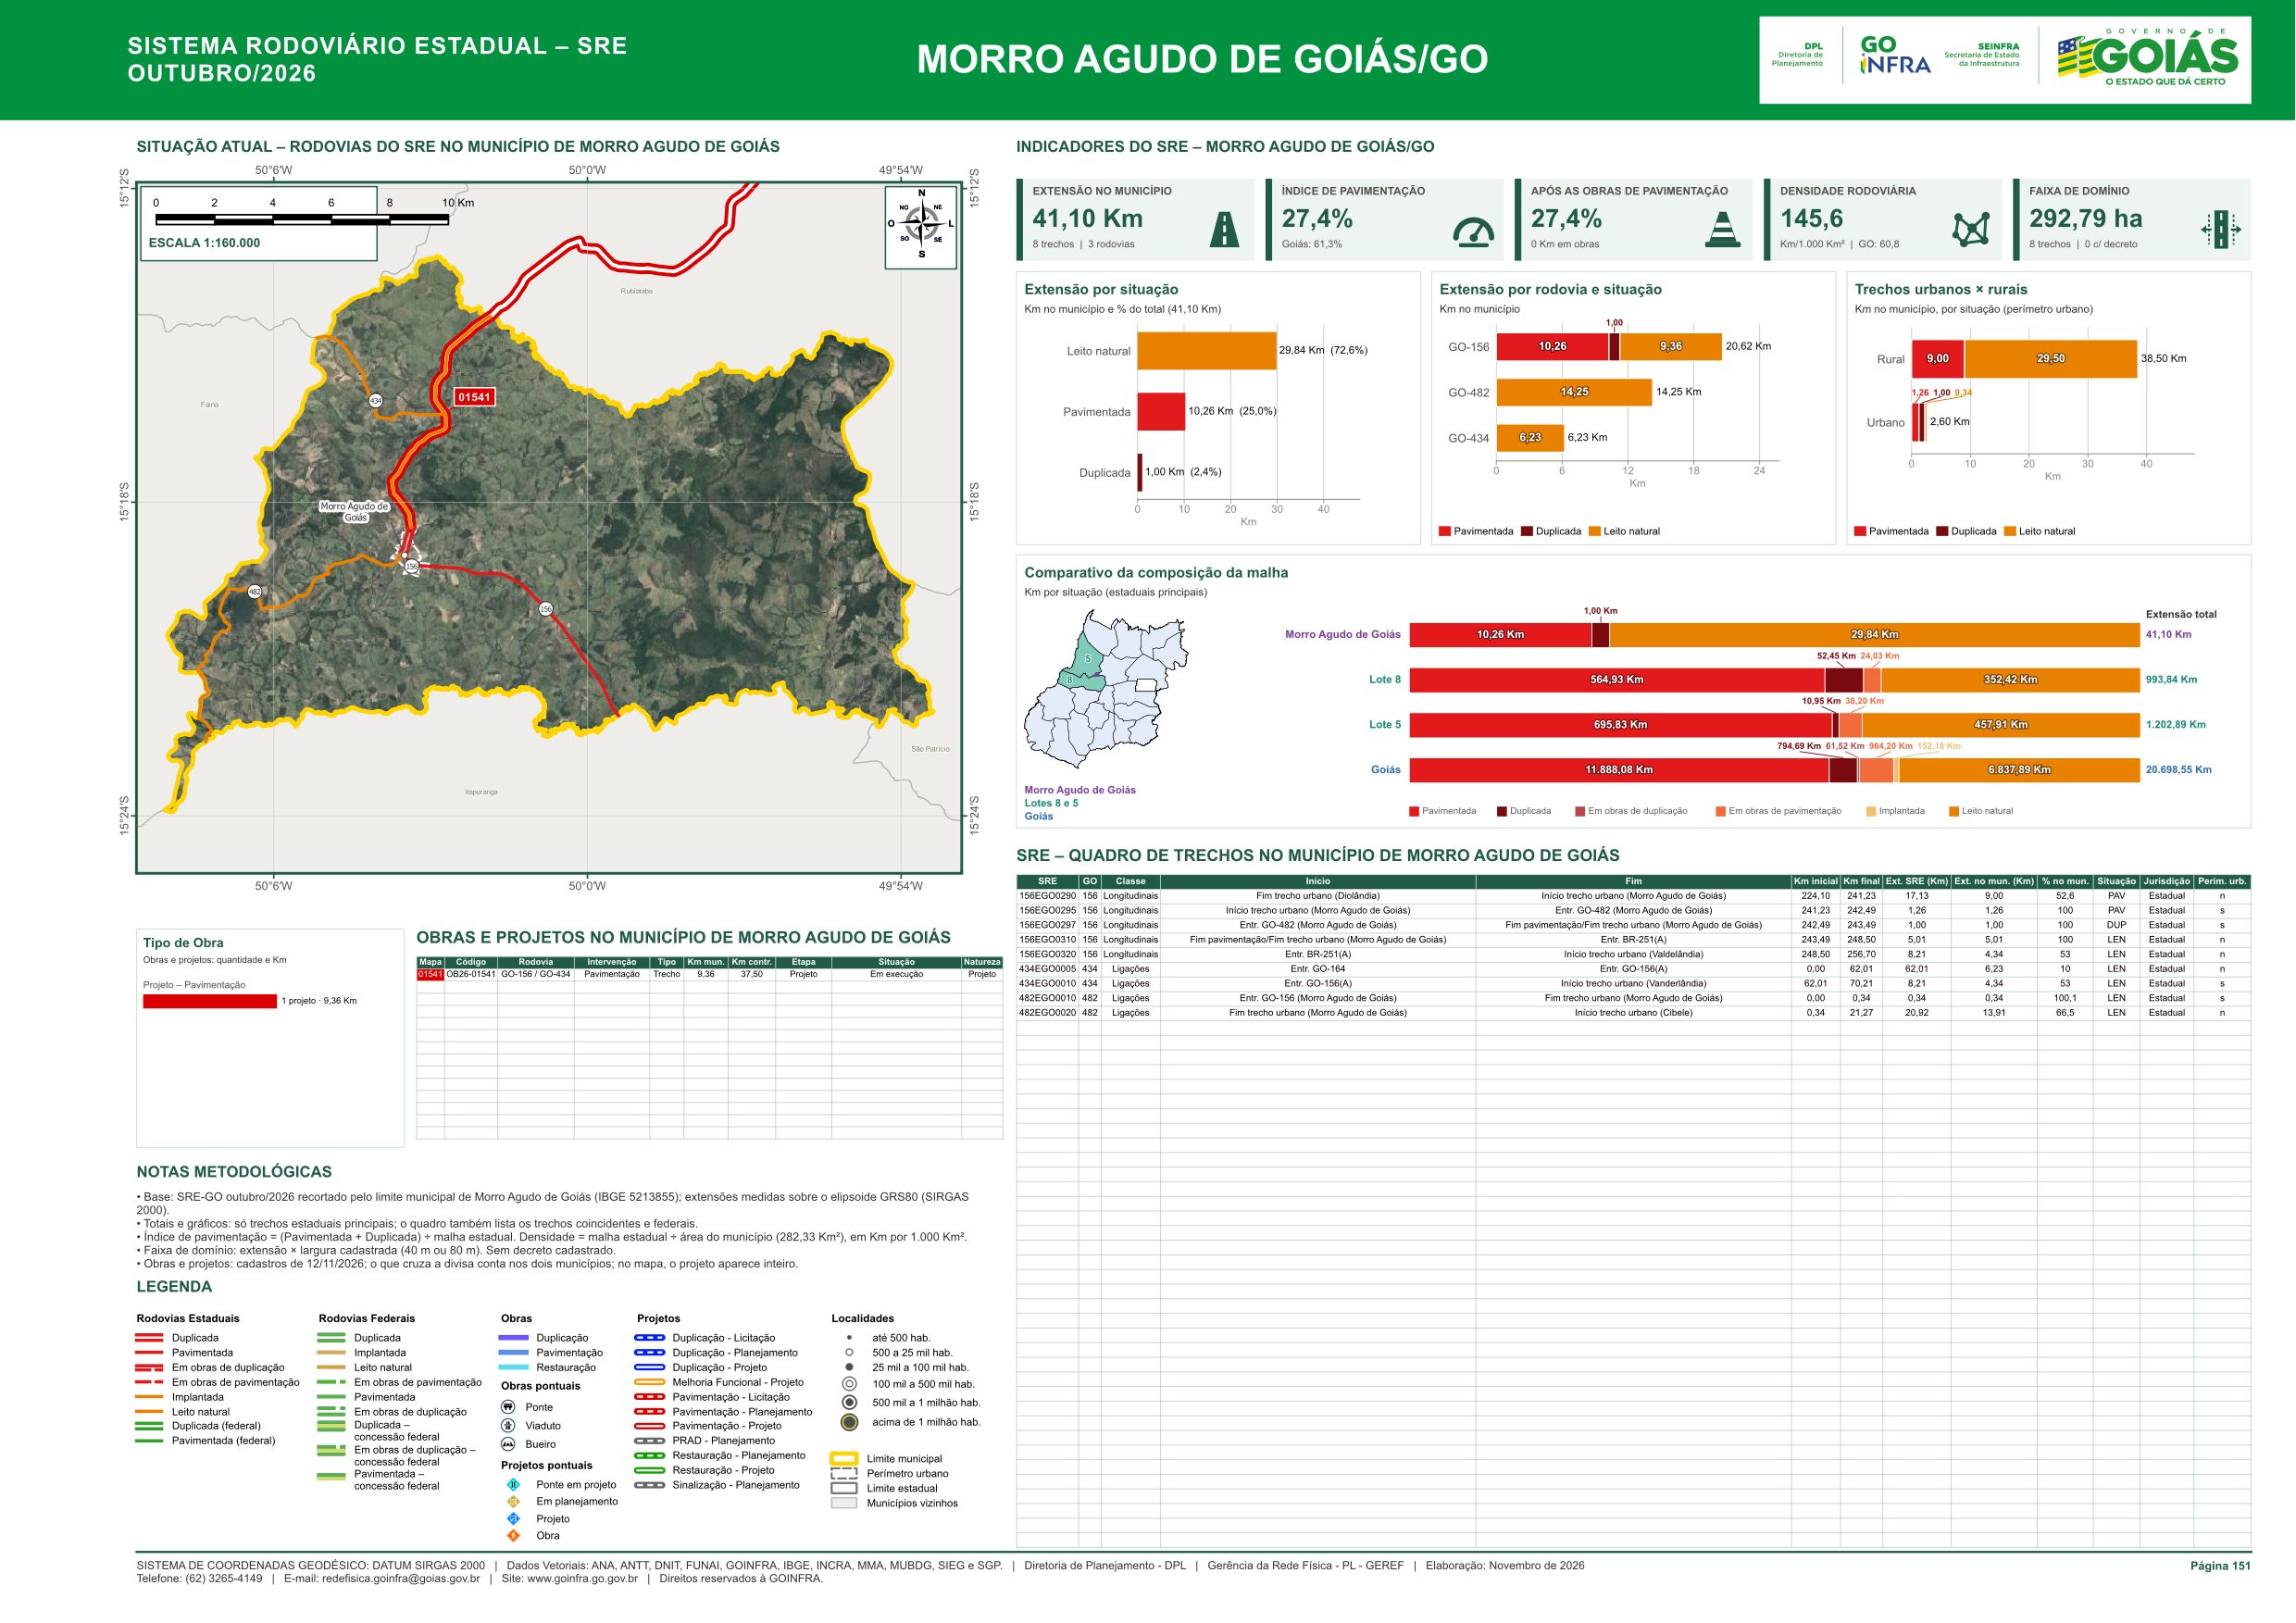 SISTEMA RODOVIÁRIO ESTADUAL – SRE
OUTUBRO/2026
MORRO AGUDO DE GOIÁS/GO
DPL
Diretoria de
Planejamento
GO
iNFRA
SEINFRA
Secretaria de Estado
da Infraestrutura
GOVERNO DE
GOIÁS
O ESTADO QUE DÁ CERTO
SITUAÇÃO ATUAL – RODOVIAS DO SRE NO MUNICÍPIO DE MORRO AGUDO DE GOIÁS
50°6'W 50°0'W 49°54'W
15°12'S 15°12'S
0 2 4 6 8 10 Km
ESCALA 1:160.000
N
NO NE
O L
SO SE
S
Rubiataba
Faina
434
01541
15°18'S 15°18'S
Morro Agudo de
Goiás
156
482
156
São Patrício
Itapuranga
15°24'S 15°24'S
50°6'W 50°0'W 49°54'W
INDICADORES DO SRE – MORRO AGUDO DE GOIÁS/GO
EXTENSÃO NO MUNICÍPIO
41,10 Km
8 trechos | 3 rodovias
ÍNDICE DE PAVIMENTAÇÃO
27,4%
Goiás: 61,3%
APÓS AS OBRAS DE PAVIMENTAÇÃO
27,4%
0 Km em obras
DENSIDADE RODOVIÁRIA
145,6
Km/1.000 Km² | GO: 60,8
FAIXA DE DOMÍNIO
292,79 ha
8 trechos | 0 c/ decreto
Extensão por situação
Km no município e % do total (41,10 Km)
Leito natural 29,84 Km (72,6%)
Pavimentada 10,26 Km (25,0%)
Duplicada 1,00 Km (2,4%)
0 10 20 30 40
Km
Extensão por rodovia e situação
Km no município
1,00
GO-156 10,26 9,36 20,62 Km
GO-482 14,25 14,25 Km
GO-434 6,23 6,23 Km
0 6 12 18 24
Km
Pavimentada Duplicada Leito natural
Trechos urbanos × rurais
Km no município, por situação (perímetro urbano)
Rural 9,00 29,50 38,50 Km
1,26 1,00 0,34
Urbano 2,60 Km
0 10 20 30 40
Km
Pavimentada Duplicada Leito natural
Comparativo da composição da malha
Km por situação (estaduais principais)
5
8
Morro Agudo de Goiás
Lotes 8 e 5
Goiás
1,00 Km Extensão total
Morro Agudo de Goiás 10,26 Km 29,84 Km 41,10 Km
52,45 Km 24,03 Km
Lote 8 564,93 Km 352,42 Km 993,84 Km
10,95 Km 38,20 Km
Lote 5 695,83 Km 457,91 Km 1.202,89 Km
794,69 Km 61,52 Km 964,20 Km 152,18 Km
Goiás 11.888,08 Km 6.837,89 Km 20.698,55 Km
Pavimentada Duplicada Em obras de duplicação Em obras de pavimentação Implantada Leito natural
SRE – QUADRO DE TRECHOS NO MUNICÍPIO DE MORRO AGUDO DE GOIÁS
SRE GO Classe Início Fim Km inicial Km final Ext. SRE (Km) Ext. no mun. (Km) % no mun. Situação Jurisdição Perím. urb.
156EGO0290 156 Longitudinais Fim trecho urbano (Diolândia) Início trecho urbano (Morro Agudo de Goiás) 224,10 241,23 17,13 9,00 52,6 PAV Estadual n
156EGO0295 156 Longitudinais Início trecho urbano (Morro Agudo de Goiás) Entr. GO-482 (Morro Agudo de Goiás) 241,23 242,49 1,26 1,26 100 PAV Estadual s
156EGO0297 156 Longitudinais Entr. GO-482 (Morro Agudo de Goiás) Fim pavimentação/Fim trecho urbano (Morro Agudo de Goiás) 242,49 243,49 1,00 1,00 100 DUP Estadual s
156EGO0310 156 Longitudinais Fim pavimentação/Fim trecho urbano (Morro Agudo de Goiás) Entr. BR-251(A) 243,49 248,50 5,01 5,01 100 LEN Estadual n
156EGO0320 156 Longitudinais Entr. BR-251(A) Início trecho urbano (Valdelândia) 248,50 256,70 8,21 4,34 53 LEN Estadual n
434EGO0005 434 Ligações Entr. GO-164 Entr. GO-156(A) 0,00 62,01 62,01 6,23 10 LEN Estadual n
434EGO0010 434 Ligações Entr. GO-156(A) Início trecho urbano (Vanderlândia) 62,01 70,21 8,21 4,34 53 LEN Estadual s
482EGO0010 482 Ligações Entr. GO-156 (Morro Agudo de Goiás) Fim trecho urbano (Morro Agudo de Goiás) 0,00 0,34 0,34 0,34 100,1 LEN Estadual s
482EGO0020 482 Ligações Fim trecho urbano (Morro Agudo de Goiás) Início trecho urbano (Cibele) 0,34 21,27 20,92 13,91 66,5 LEN Estadual n
Tipo de Obra
Obras e projetos: quantidade e Km
Projeto – Pavimentação
1 projeto · 9,36 Km
OBRAS E PROJETOS NO MUNICÍPIO DE MORRO AGUDO DE GOIÁS
Mapa Código Rodovia Intervenção Tipo Km mun. Km contr. Etapa Situação Natureza
01541 OB26-01541 GO-156 / GO-434 Pavimentação Trecho 9,36 37,50 Projeto Em execução Projeto
NOTAS METODOLÓGICAS
• Base: SRE-GO outubro/2026 recortado pelo limite municipal de Morro Agudo de Goiás (IBGE 5213855); extensões medidas sobre o elipsoide GRS80 (SIRGAS
2000).
• Totais e gráficos: só trechos estaduais principais; o quadro também lista os trechos coincidentes e federais.
• Índice de pavimentação = (Pavimentada + Duplicada) ÷ malha estadual. Densidade = malha estadual ÷ área do município (282,33 Km²), em Km por 1.000 Km².
• Faixa de domínio: extensão × largura cadastrada (40 m ou 80 m). Sem decreto cadastrado.
• Obras e projetos: cadastros de 12/11/2026; o que cruza a divisa conta nos dois municípios; no mapa, o projeto aparece inteiro.
LEGENDA
Rodovias Estaduais
Duplicada
Pavimentada
Em obras de duplicação
Em obras de pavimentação
Implantada
Leito natural
Duplicada (federal)
Pavimentada (federal)
Rodovias Federais
Duplicada
Implantada
Leito natural
Em obras de pavimentação
Pavimentada
Em obras de duplicação
Duplicada –
concessão federal
Em obras de duplicação –
concessão federal
Pavimentada –
concessão federal
Obras
Duplicação
Pavimentação
Restauração
Obras pontuais
Ponte
Viaduto
Bueiro
Projetos pontuais
Ponte em projeto
Em planejamento
Projeto
Obra
Projetos
Duplicação - Licitação
Duplicação - Planejamento
Duplicação - Projeto
Melhoria Funcional - Projeto
Pavimentação - Licitação
Pavimentação - Planejamento
Pavimentação - Projeto
PRAD - Planejamento
Restauração - Planejamento
Restauração - Projeto
Sinalização - Planejamento
Localidades
até 500 hab.
500 a 25 mil hab.
25 mil a 100 mil hab.
100 mil a 500 mil hab.
500 mil a 1 milhão hab.
acima de 1 milhão hab.
Limite municipal
Perímetro urbano
Limite estadual
Municípios vizinhos
SISTEMA DE COORDENADAS GEODÉSICO: DATUM SIRGAS 2000 | Dados Vetoriais: ANA, ANTT, DNIT, FUNAI, GOINFRA, IBGE, INCRA, MMA, MUBDG, SIEG e SGP. | Diretoria de Planejamento - DPL | Gerência da Rede Física - PL - GEREF | Elaboração: Novembro de 2026
Página 151
Telefone: (62) 3265-4149 | E-mail: redefisica.goinfra@goias.gov.br | Site: www.goinfra.go.gov.br | Direitos reservados à GOINFRA.